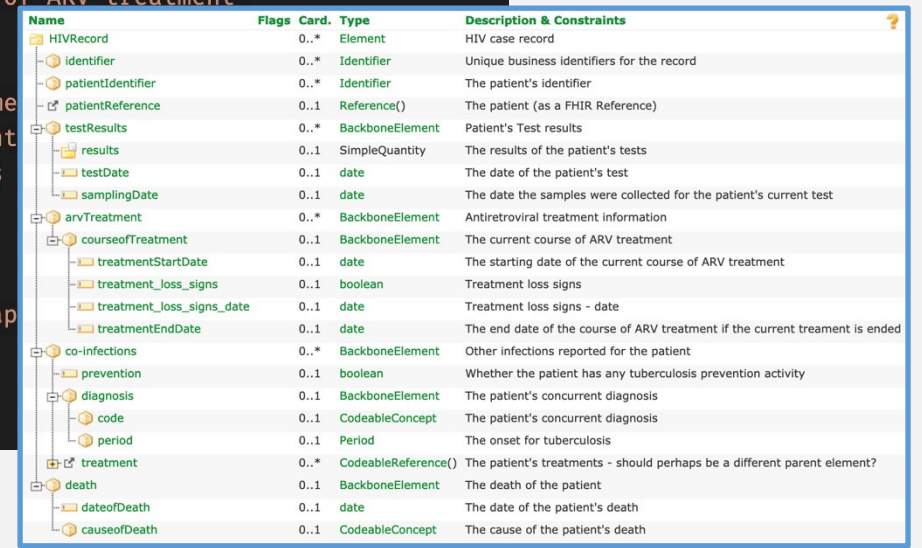 of ARV treatment
Name Flags Card. Type Description & Constraints ?
HIVRecord 0..* Element HIV case record
identifier 0..* Identifier Unique business identifiers for the record
patientIdentifier 0..* Identifier The patient's identifier
patientReference 0..1 Reference() The patient (as a FHIR Reference)
testResults 0..* BackboneElement Patient's Test results
results 0..1 SimpleQuantity The results of the patient's tests
testDate 0..1 date The date of the patient's test
samplingDate 0..1 date The date the samples were collected for the patient's current test
arvTreatment 0..* BackboneElement Antiretroviral treatment information
courseofTreatment 0..1 BackboneElement The current course of ARV treatment
treatmentStartDate 0..1 date The starting date of the current course of ARV treatment
treatment_loss_signs 0..1 boolean Treatment loss signs
treatment_loss_signs_date 0..1 date Treatment loss signs - date
treatmentEndDate 0..1 date The end date of the course of ARV treatment if the current treament is ended
co-infections 0..* BackboneElement Other infections reported for the patient
prevention 0..1 boolean Whether the patient has any tuberculosis prevention activity
diagnosis 0..1 BackboneElement The patient's concurrent diagnosis
code 0..1 CodeableConcept The patient's concurrent diagnosis
period 0..1 Period The onset for tuberculosis
treatment 0..* CodeableReference() The patient's treatments - should perhaps be a different parent element?
death 0..1 BackboneElement The death of the patient
dateofDeath 0..1 date The date of the patient's death
causeofDeath 0..1 CodeableConcept The cause of the patient's death